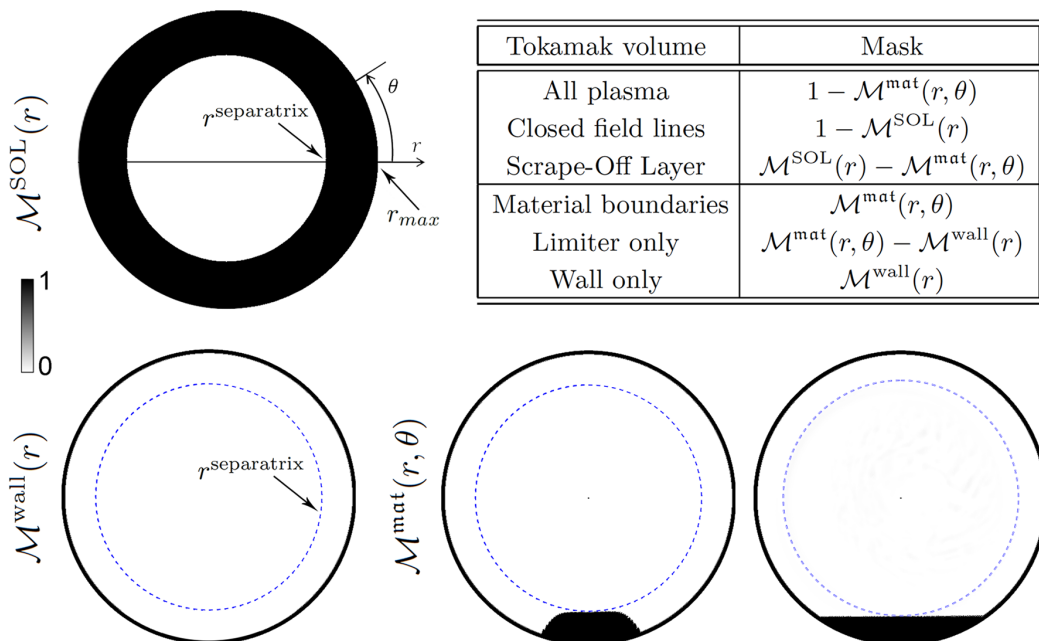 𝓜^SOL(r)
r^separatrix
θ
r
r_max
1
0
Tokamak volume | Mask
All plasma | 1 − 𝓜^𝔪𝔞𝔱(r, θ)
Closed field lines | 1 − 𝓜^SOL(r)
Scrape-Off Layer | 𝓜^SOL(r) − 𝓜^𝔪𝔞𝔱(r, θ)
Material boundaries | 𝓜^𝔪𝔞𝔱(r, θ)
Limiter only | 𝓜^𝔪𝔞𝔱(r, θ) − 𝓜^wall(r)
Wall only | 𝓜^wall(r)
𝓜^wall(r)
r^separatrix
𝓜^𝔪𝔞𝔱(r, θ)